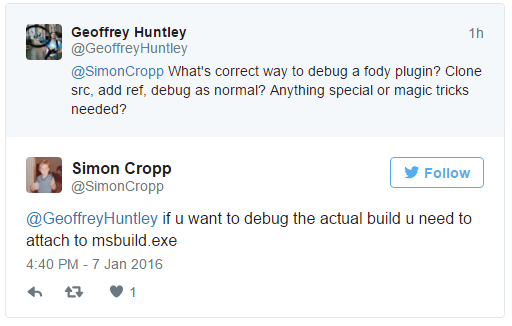 Geoffrey Huntley
1h
@GeoffreyHuntley
@SimonCropp What's correct way to debug a fody plugin? Clone
src, add ref, debug as normal? Anything special or magic tricks
needed?
Simon Cropp
Follow
@SimonCropp
@GeoffreyHuntley if u want to debug the actual build u need to
attach to msbuild.exe
4:40 PM - 7 Jan 2016
1